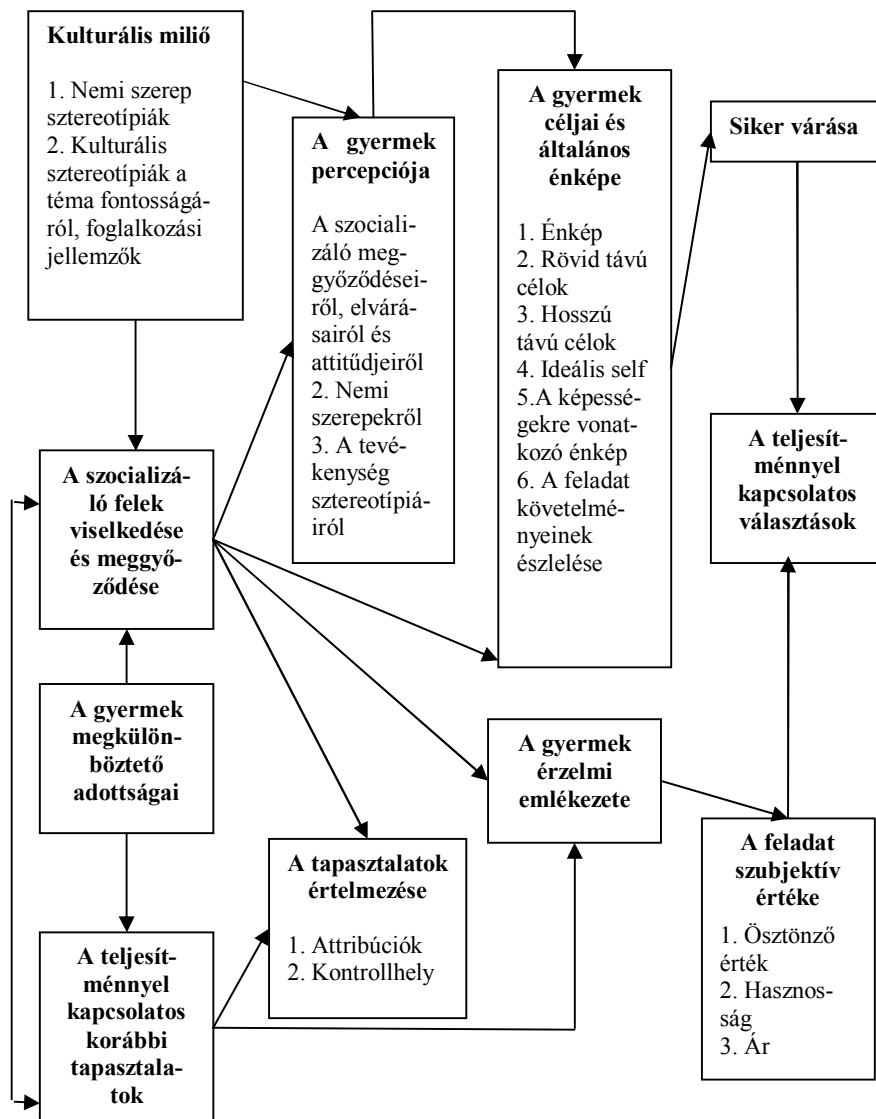 Kulturális miliő
1. Nemi szerep
sztereotípiák
2. Kulturális
sztereotípiák a
téma fontosságá-
ról, foglalkozási
jellemzők
A gyermek
percepciója
A szociali-
záló meg-
győződései-
ről, elvárá-
sairól és
attitűdjeiről
2. Nemi
szerepekről
3. A tevé-
kenység
sztereotípiá-
iról
A gyermek
céljai és
általános
énképe
1. Énkép
2. Rövid távú
célok
3. Hosszú
távú célok
4. Ideális self
5.A képessé-
gekre vonat-
kozó énkép
6. A feladat
követelmé-
nyeinek
észlelése
Siker várása
A teljesít-
ménnyel
kapcsolatos
választások
A szocializá-
ló felek
viselkedése
és meggyő-
ződése
A gyermek
megkülön-
böztető
adottságai
A gyermek
érzelmi
emlékezete
A tapasztalatok
értelmezése
1. Attribúciók
2. Kontrollhely
A feladat
szubjektív
értéke
1. Ösztönző
érték
2. Hasznos-
ság
3. Ár
A teljesít-
ménnyel
kapcsolatos
korábbi
tapasztala-
tok